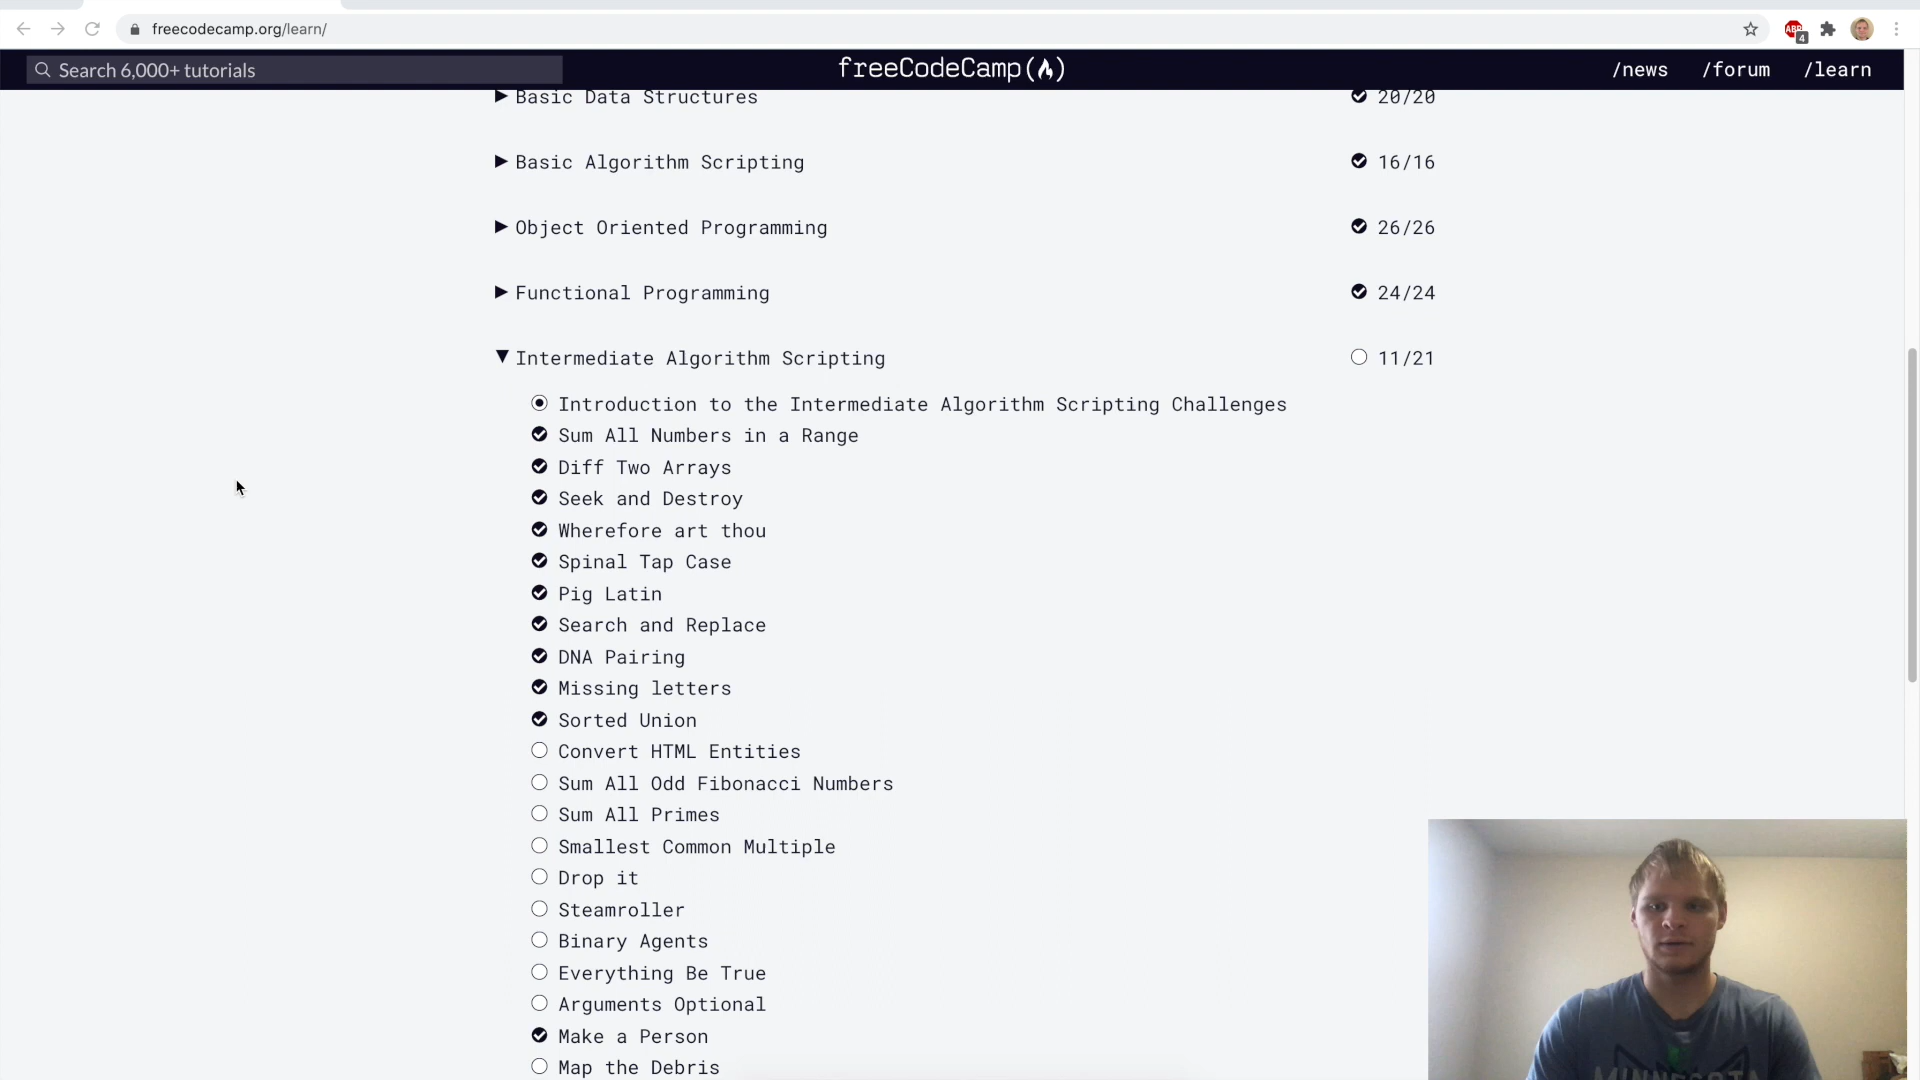 freecodecamp.org/learn/
ABP
4
Search 6,000+ tutorials
freeCodeCamp(🔥)
/news
/forum
/learn
Basic Data Structures
20/20
Basic Algorithm Scripting
16/16
Object Oriented Programming
26/26
Functional Programming
24/24
Intermediate Algorithm Scripting
11/21
Introduction to the Intermediate Algorithm Scripting Challenges
Sum All Numbers in a Range
Diff Two Arrays
Seek and Destroy
Wherefore art thou
Spinal Tap Case
Pig Latin
Search and Replace
DNA Pairing
Missing letters
Sorted Union
Convert HTML Entities
Sum All Odd Fibonacci Numbers
Sum All Primes
Smallest Common Multiple
Drop it
Steamroller
Binary Agents
Everything Be True
Arguments Optional
Make a Person
Map the Debris
MINNESOTA